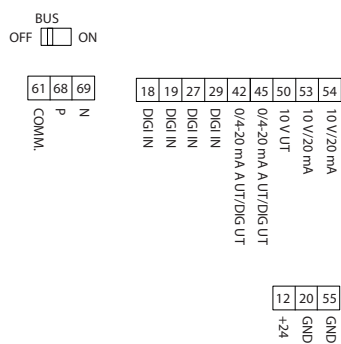 BUS
OFF ON
61 68 69
COMM.
P
N
18 19 27 29 42 45 50 53 54
DIGI IN
DIGI IN
DIGI IN
DIGI IN
0/4-20 mA A UT/DIG UT
0/4-20 mA A UT/DIG UT
10 V UT
10 V/20 mA
10 V/20 mA
12 20 55
+24
GND
GND